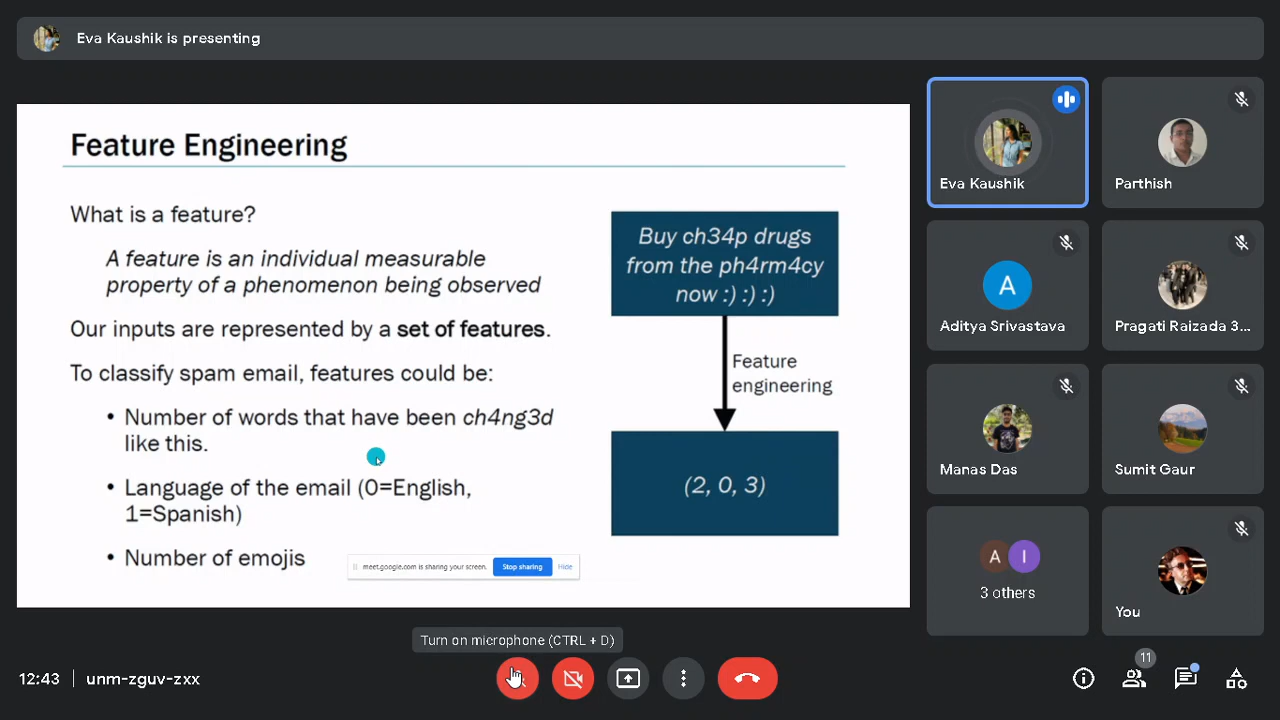 Eva Kaushik is presenting
Feature Engineering
What is a feature?
A feature is an individual measurable
property of a phenomenon being observed
Our inputs are represented by a set of features.
To classify spam email, features could be:
• Number of words that have been ch4ng3d
like this.
• Language of the email (0=English,
1=Spanish)
• Number of emojis
Buy ch34p drugs
from the ph4rm4cy
now :) :) :)
Feature
engineering
(2, 0, 3)
meet.google.com is sharing your screen.
Stop sharing
Hide
Eva Kaushik
Parthish
A
Aditya Srivastava
Pragati Raizada 3...
Manas Das
Sumit Gaur
A
I
3 others
You
Turn on microphone (CTRL + D)
12:43
unm-zguv-zxx
11